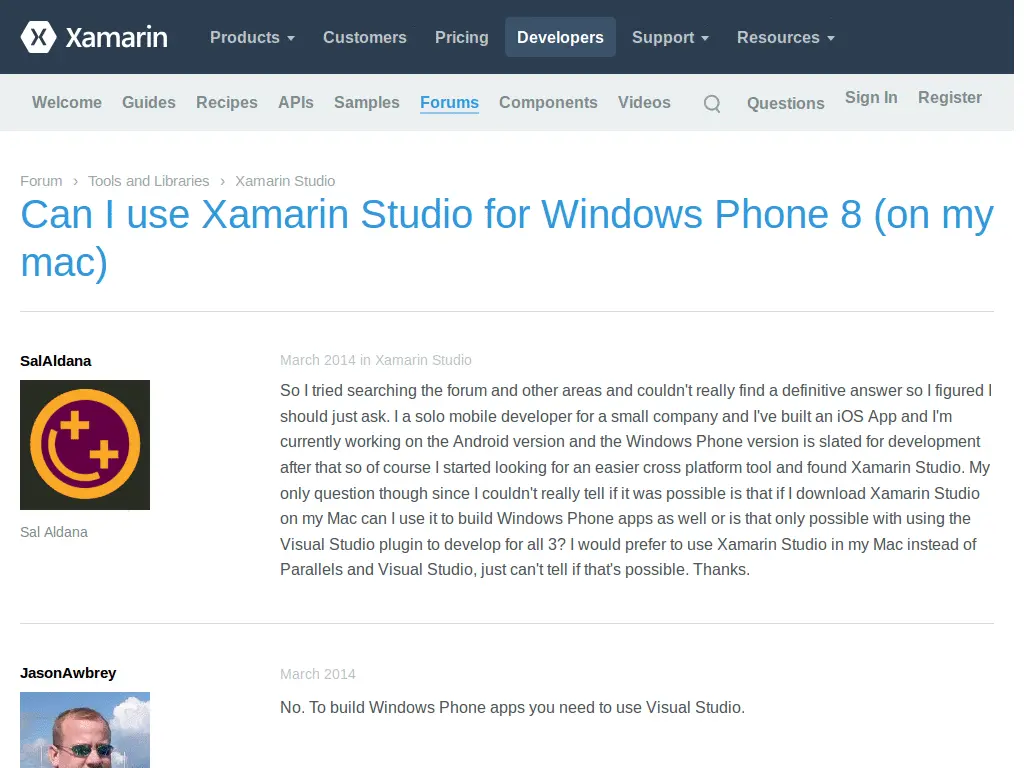 Xamarin Products Customers Pricing Developers Support Resources
Welcome Guides Recipes APIs Samples Forums Components Videos Questions Sign In Register
Forum › Tools and Libraries › Xamarin Studio
Can I use Xamarin Studio for Windows Phone 8 (on my
mac)
SalAldana
March 2014 in Xamarin Studio
So I tried searching the forum and other areas and couldn't really find a definitive answer so I figured I
should just ask. I a solo mobile developer for a small company and I've built an iOS App and I'm
currently working on the Android version and the Windows Phone version is slated for development
after that so of course I started looking for an easier cross platform tool and found Xamarin Studio. My
only question though since I couldn't really tell if it was possible is that if I download Xamarin Studio
on my Mac can I use it to build Windows Phone apps as well or is that only possible with using the
Visual Studio plugin to develop for all 3? I would prefer to use Xamarin Studio in my Mac instead of
Parallels and Visual Studio, just can't tell if that's possible. Thanks.
Sal Aldana
JasonAwbrey
March 2014
No. To build Windows Phone apps you need to use Visual Studio.